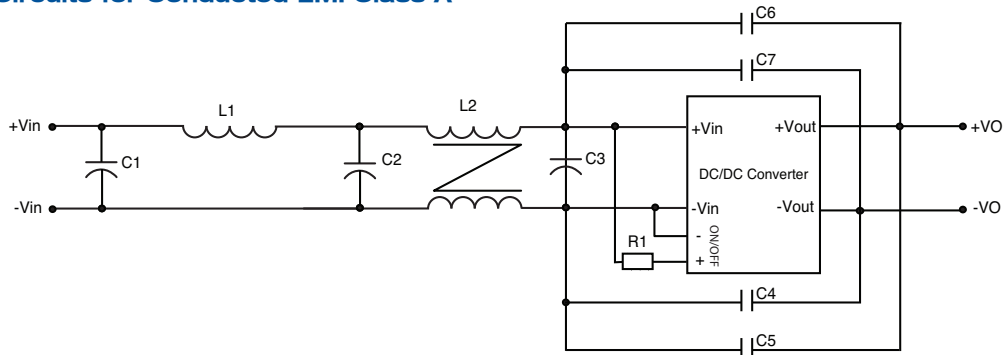 Circuits for Conducted EMI Class A
C6
C7
L1
L2
+Vin
+Vin
+Vout
+VO
C1
C2
C3
DC/DC Converter
-Vin
-Vin
-Vout
-VO
-
R1
ON/OFF
+
C4
C5